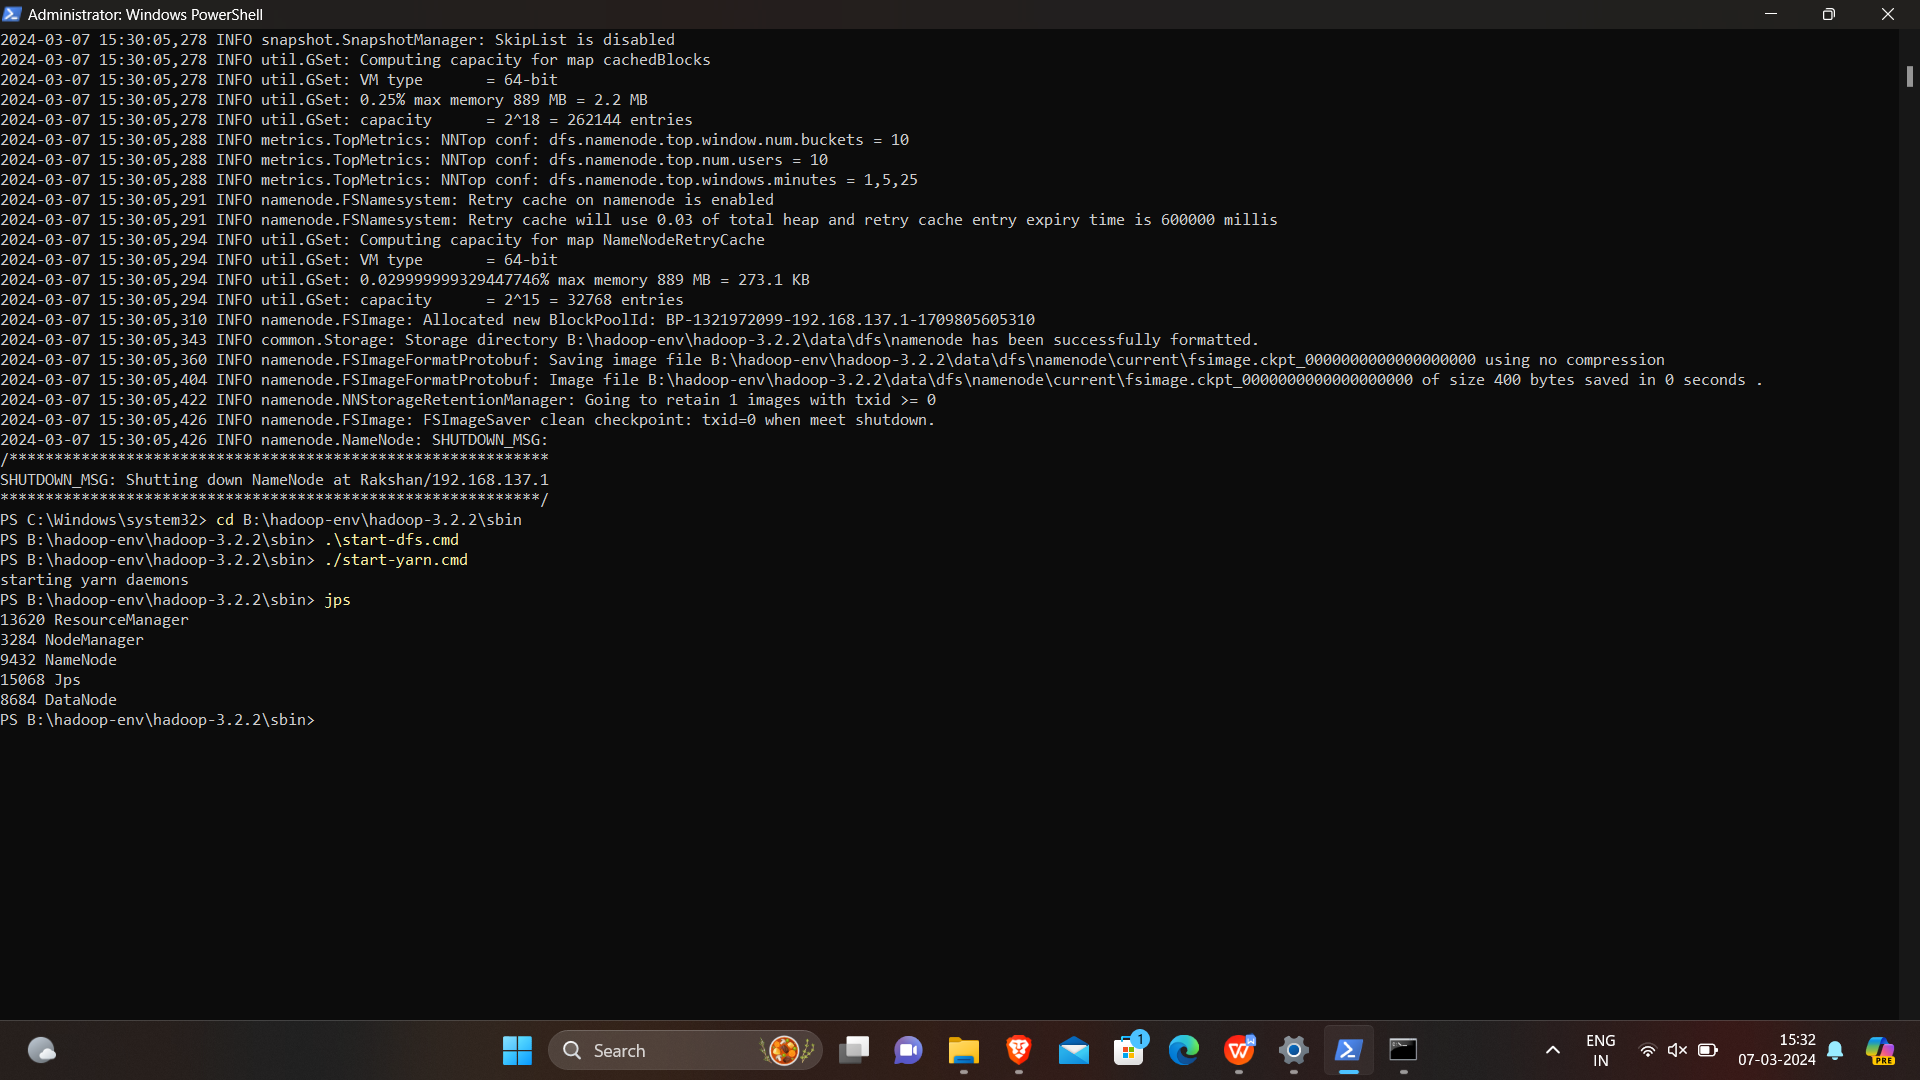 Administrator: Windows PowerShell
2024-03-07 15:30:05,278 INFO snapshot.SnapshotManager: SkipList is disabled
2024-03-07 15:30:05,278 INFO util.GSet: Computing capacity for map cachedBlocks
2024-03-07 15:30:05,278 INFO util.GSet: VM type       = 64-bit
2024-03-07 15:30:05,278 INFO util.GSet: 0.25% max memory 889 MB = 2.2 MB
2024-03-07 15:30:05,278 INFO util.GSet: capacity      = 2^18 = 262144 entries
2024-03-07 15:30:05,288 INFO metrics.TopMetrics: NNTop conf: dfs.namenode.top.window.num.buckets = 10
2024-03-07 15:30:05,288 INFO metrics.TopMetrics: NNTop conf: dfs.namenode.top.num.users = 10
2024-03-07 15:30:05,288 INFO metrics.TopMetrics: NNTop conf: dfs.namenode.top.windows.minutes = 1,5,25
2024-03-07 15:30:05,291 INFO namenode.FSNamesystem: Retry cache on namenode is enabled
2024-03-07 15:30:05,291 INFO namenode.FSNamesystem: Retry cache will use 0.03 of total heap and retry cache entry expiry time is 600000 millis
2024-03-07 15:30:05,294 INFO util.GSet: Computing capacity for map NameNodeRetryCache
2024-03-07 15:30:05,294 INFO util.GSet: VM type       = 64-bit
2024-03-07 15:30:05,294 INFO util.GSet: 0.029999999329447746% max memory 889 MB = 273.1 KB
2024-03-07 15:30:05,294 INFO util.GSet: capacity      = 2^15 = 32768 entries
2024-03-07 15:30:05,310 INFO namenode.FSImage: Allocated new BlockPoolId: BP-1321972099-192.168.137.1-1709805605310
2024-03-07 15:30:05,343 INFO common.Storage: Storage directory B:\hadoop-env\hadoop-3.2.2\data\dfs\namenode has been successfully formatted.
2024-03-07 15:30:05,360 INFO namenode.FSImageFormatProtobuf: Saving image file B:\hadoop-env\hadoop-3.2.2\data\dfs\namenode\current\fsimage.ckpt_0000000000000000000 using no compression
2024-03-07 15:30:05,404 INFO namenode.FSImageFormatProtobuf: Image file B:\hadoop-env\hadoop-3.2.2\data\dfs\namenode\current\fsimage.ckpt_0000000000000000000 of size 400 bytes saved in 0 seconds .
2024-03-07 15:30:05,422 INFO namenode.NNStorageRetentionManager: Going to retain 1 images with txid >= 0
2024-03-07 15:30:05,426 INFO namenode.FSImage: FSImageSaver clean checkpoint: txid=0 when meet shutdown.
2024-03-07 15:30:05,426 INFO namenode.NameNode: SHUTDOWN_MSG:
/************************************************************
SHUTDOWN_MSG: Shutting down NameNode at Rakshan/192.168.137.1
************************************************************/
PS C:\Windows\system32> cd B:\hadoop-env\hadoop-3.2.2\sbin
PS B:\hadoop-env\hadoop-3.2.2\sbin> .\start-dfs.cmd
PS B:\hadoop-env\hadoop-3.2.2\sbin> ./start-yarn.cmd
starting yarn daemons
PS B:\hadoop-env\hadoop-3.2.2\sbin> jps
13620 ResourceManager
3284 NodeManager
9432 NameNode
15068 Jps
8684 DataNode
PS B:\hadoop-env\hadoop-3.2.2\sbin>
Search
1
ENG
IN
15:32
07-03-2024
PRE